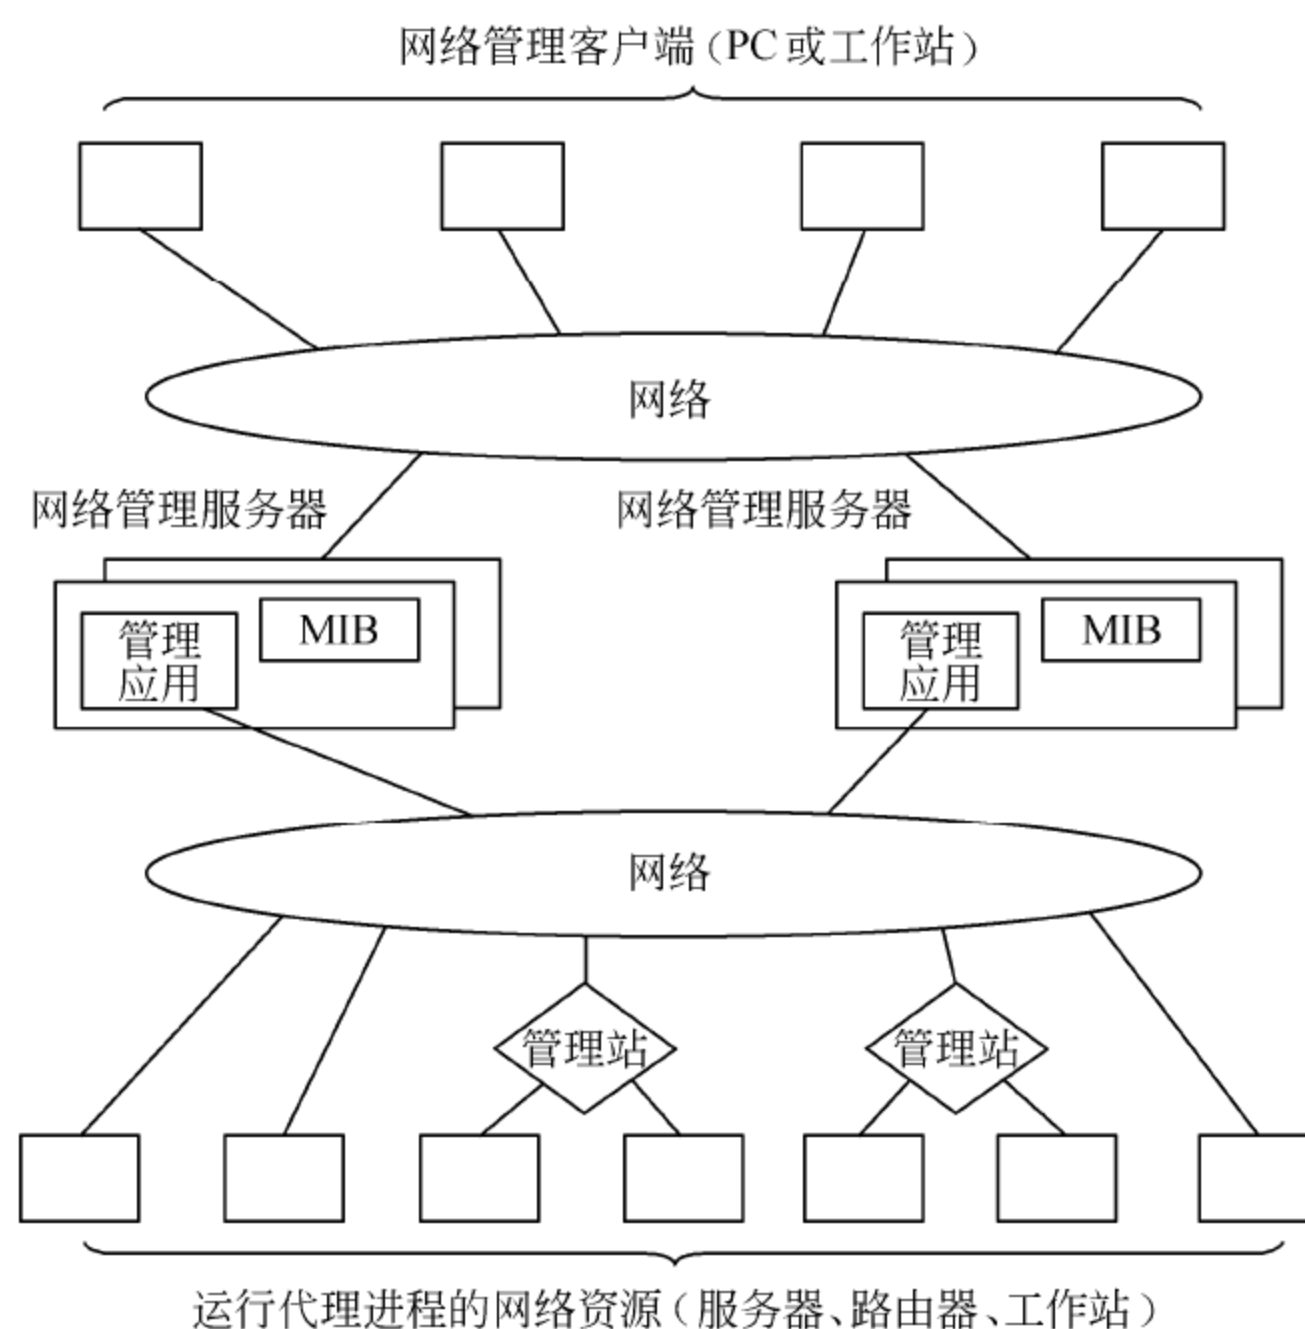 网络管理客户端（PC或工作站）
网络
网络管理服务器
网络管理服务器
管理
应用
MIB
管理
应用
MIB
网络
管理站
管理站
运行代理进程的网络资源（服务器、路由器、工作站）